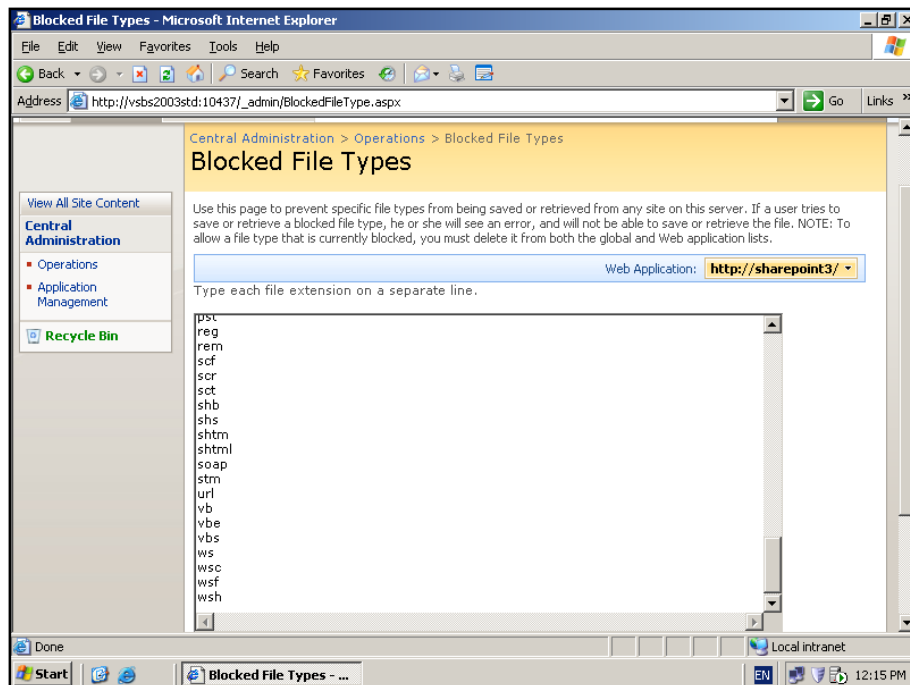 Blocked File Types - Microsoft Internet Explorer
File Edit View Favorites Tools Help
Back Search Favorites
Address http://vsbs2003std:10437/_admin/BlockedFileType.aspx Go Links »
Central Administration > Operations > Blocked File Types
Blocked File Types
View All Site Content
Central
Administration
Operations
Application
Management
Recycle Bin
Use this page to prevent specific file types from being saved or retrieved from any site on this server. If a user tries to
save or retrieve a blocked file type, he or she will see an error, and will not be able to save or retrieve the file. NOTE: To
allow a file type that is currently blocked, you must delete it from both the global and Web application lists.
Web Application: http://sharepoint3/
Type each file extension on a separate line.
pst
reg
rem
scf
scr
sct
shb
shs
shtm
shtml
soap
stm
url
vb
vbe
vbs
ws
wsc
wsf
wsh
Done Local intranet
Start Blocked File Types - ... EN 12:15 PM